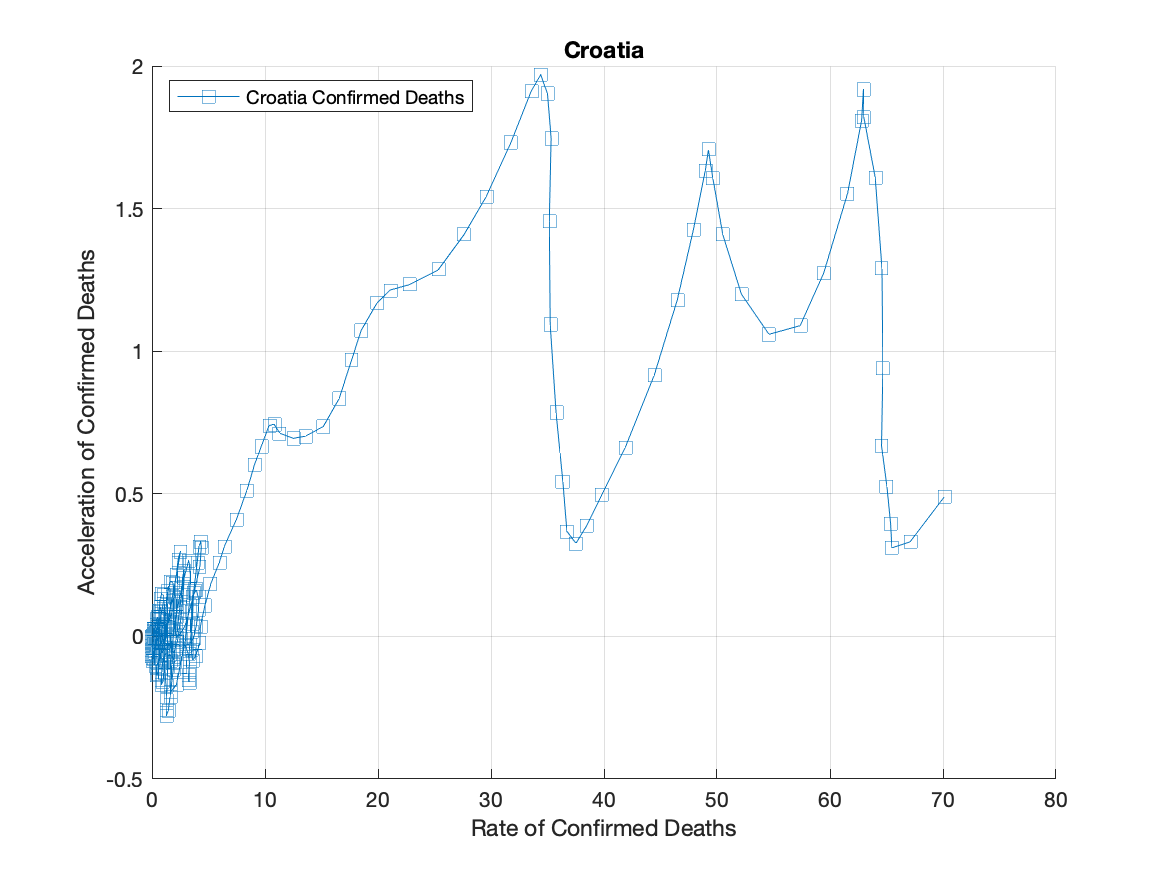 Croatia
Croatia Confirmed Deaths
Acceleration of Confirmed Deaths
2
1.5
1
0.5
0
-0.5
0 10 20 30 40 50 60 70 80
Rate of Confirmed Deaths